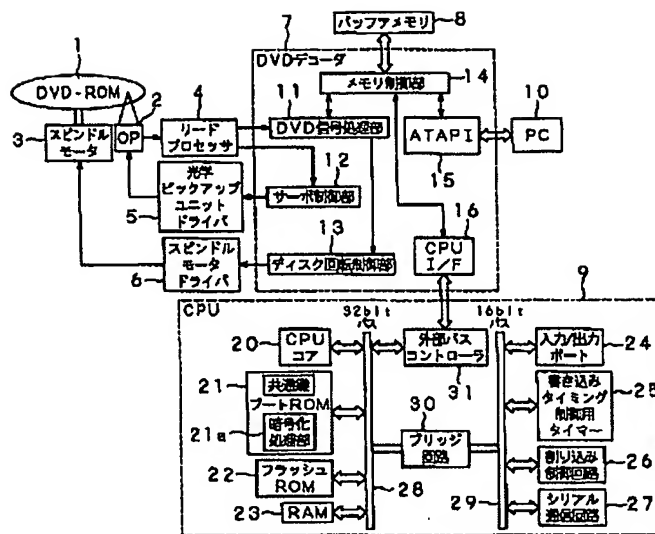 バッファメモリ
8
7
DVDデコーダ
1
DVD-ROM
2
4
11
メモリ制御部
14
10
3
スピンドル
モータ
OP
リード
プロセッサ
DVD信号処理部
ATAPI
PC
15
12
光学
ピックアップ
ユニット
ドライバ
5
サーボ制御部
16
13
CPU
I/F
スピンドル
モータ
ドライバ
6
ディスク回転制御部
9
CPU
32bit
バス
16bit
バス
20
CPU
コア
外部バス
コントローラ
31
入力/出力
ポート
24
21
共通鍵
ブートROM
21a
暗号化
処理部
書き込み
タイミング
制御用
タイマー
25
30
ブリッジ
回路
22
フラッシュ
ROM
28
29
割り込み
制御回路
26
23
RAM
シリアル
通信回路
27